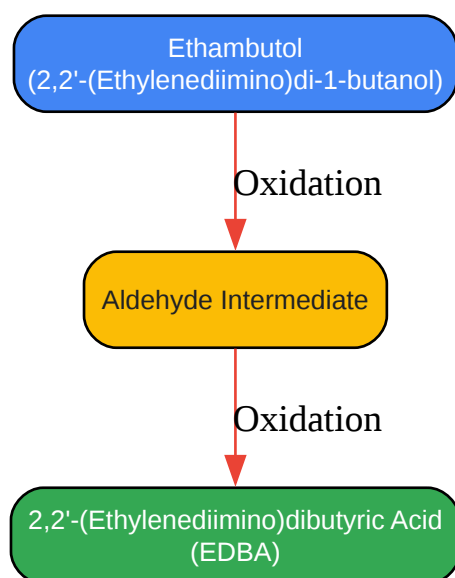 Ethambutol
(2,2'-(Ethylenediimino)di-1-butanol)
Oxidation
Aldehyde Intermediate
Oxidation
2,2'-(Ethylenediimino)dibutyric Acid
(EDBA)